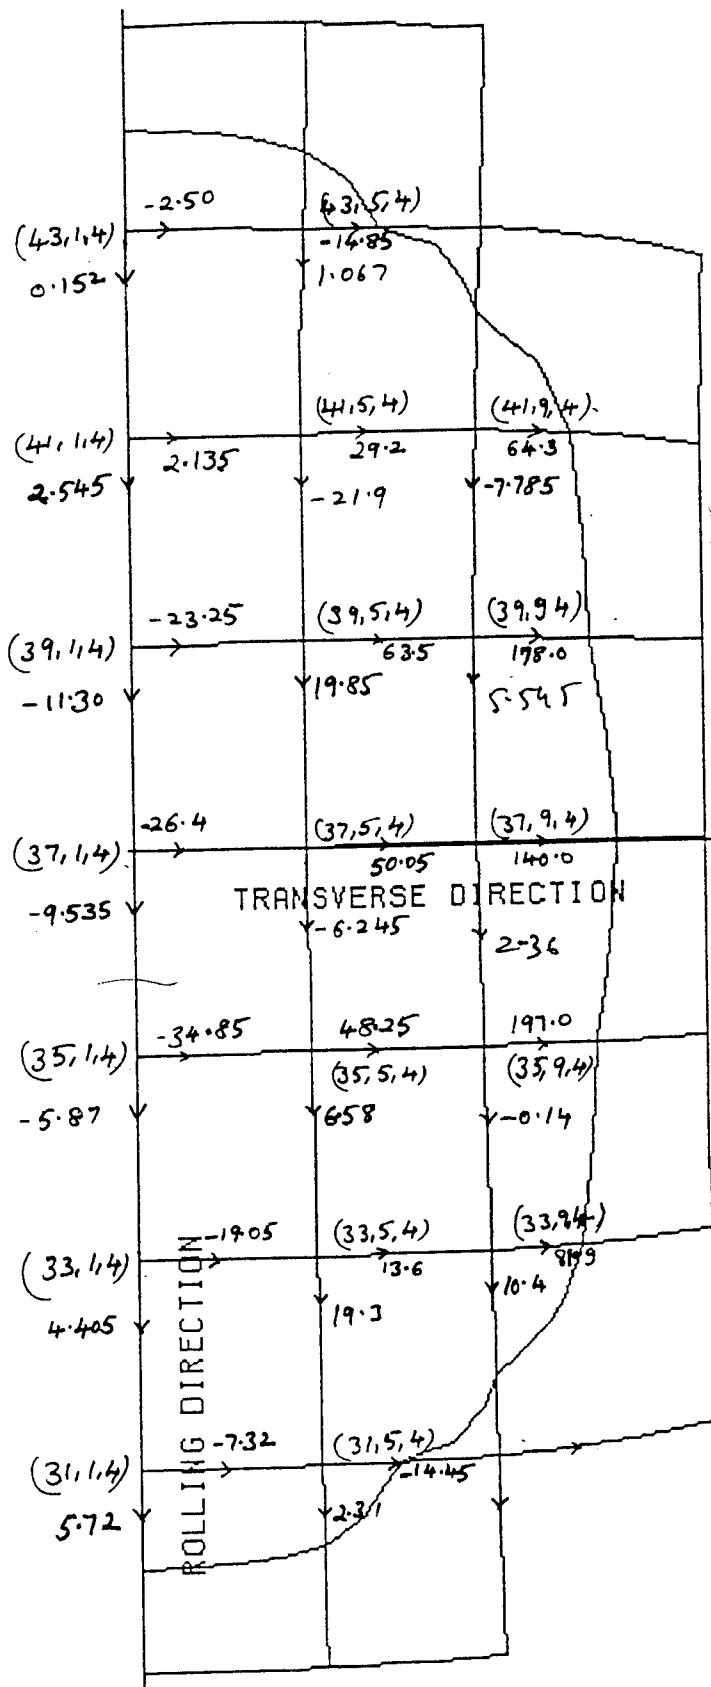 -2.50 (43,5,4)
(43,1,4) -14.85
0.152 1.067
(41,5,4) (41,9,4)
(41,1,4) 2.135 29.2 64.3
2.545 -21.9 -7.785
-23.25 (39,5,4) (39,9 4)
(39,1,4) 63.5 178.0
-11.30 19.85 5.545
-26.4 (37,5,4) (37,9,4)
(37,1,4) 50.05 140.0
TRANSVERSE DIRECTION
-9.535 -6.245 2.36
-34.85 48.25 197.0
(35,1,4) (35,5,4) (35,9,4)
-5.87 6.58 -0.14
-19.05 (33,5,4) (33,9,4)
(33,1,4) 13.6
4.405 19.3 10.4
ROLLING DIRECTION
-7.32 (31,5,4)
(31,1,4) -14.45
5.72 2.31